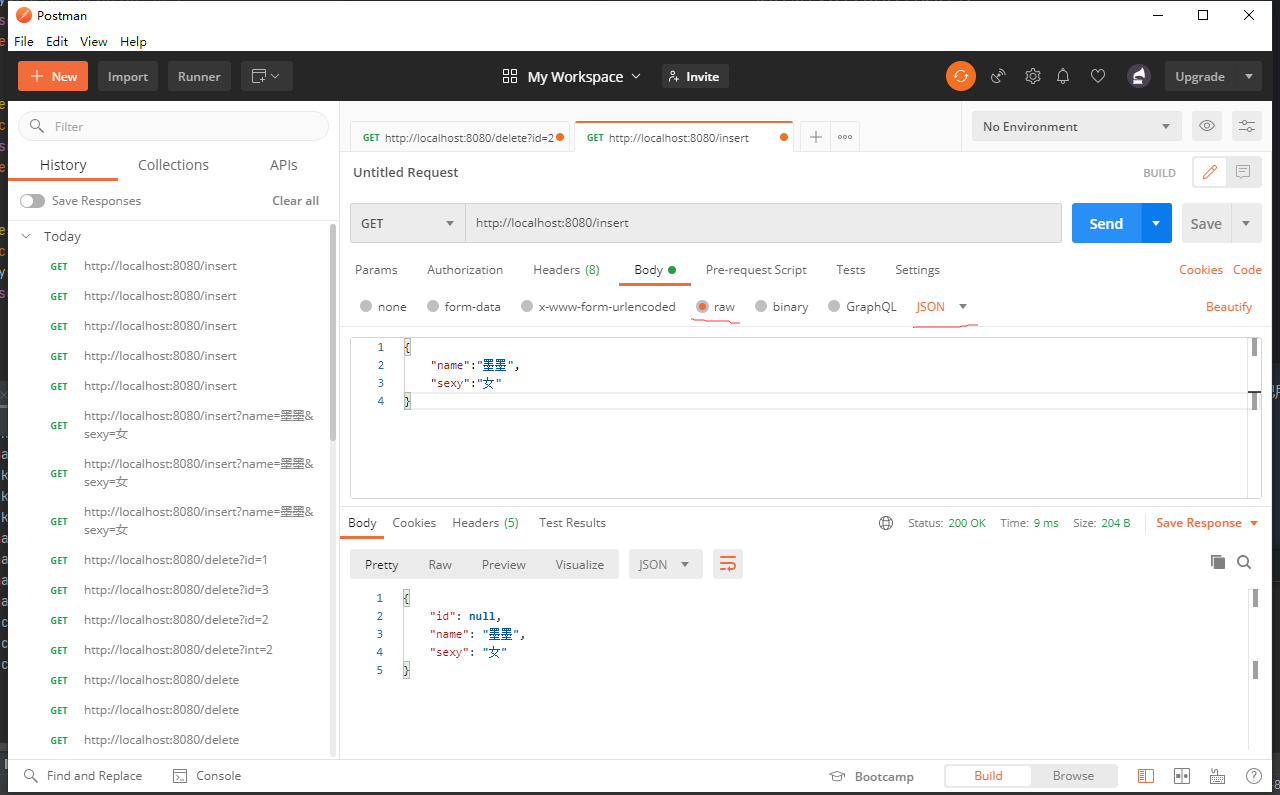 Postman
File Edit View Help
New Import Runner My Workspace Invite Upgrade
Filter
History Collections APIs
Save Responses Clear all
Today
GET http://localhost:8080/insert
GET http://localhost:8080/insert
GET http://localhost:8080/insert
GET http://localhost:8080/insert
GET http://localhost:8080/insert
GET http://localhost:8080/insert?name=墨墨&
sexy=女
GET http://localhost:8080/insert?name=墨墨&
sexy=女
GET http://localhost:8080/insert?name=墨墨&
sexy=女
GET http://localhost:8080/delete?id=1
GET http://localhost:8080/delete?id=3
GET http://localhost:8080/delete?id=2
GET http://localhost:8080/delete?int=2
GET http://localhost:8080/delete
GET http://localhost:8080/delete
GET http://localhost:8080/delete
GET http://localhost:8080/delete?id=2 GET http://localhost:8080/insert No Environment
Untitled Request BUILD
GET http://localhost:8080/insert Send Save
Params Authorization Headers (8) Body Pre-request Script Tests Settings Cookies Code
none form-data x-www-form-urlencoded raw binary GraphQL JSON Beautify
1 {
2 "name":"墨墨",
3 "sexy":"女"
4 }
Body Cookies Headers (5) Test Results Status: 200 OK Time: 9 ms Size: 204 B Save Response
Pretty Raw Preview Visualize JSON
1 {
2 "id": null,
3 "name": "墨墨",
4 "sexy": "女"
5 }
Find and Replace Console Bootcamp Build Browse